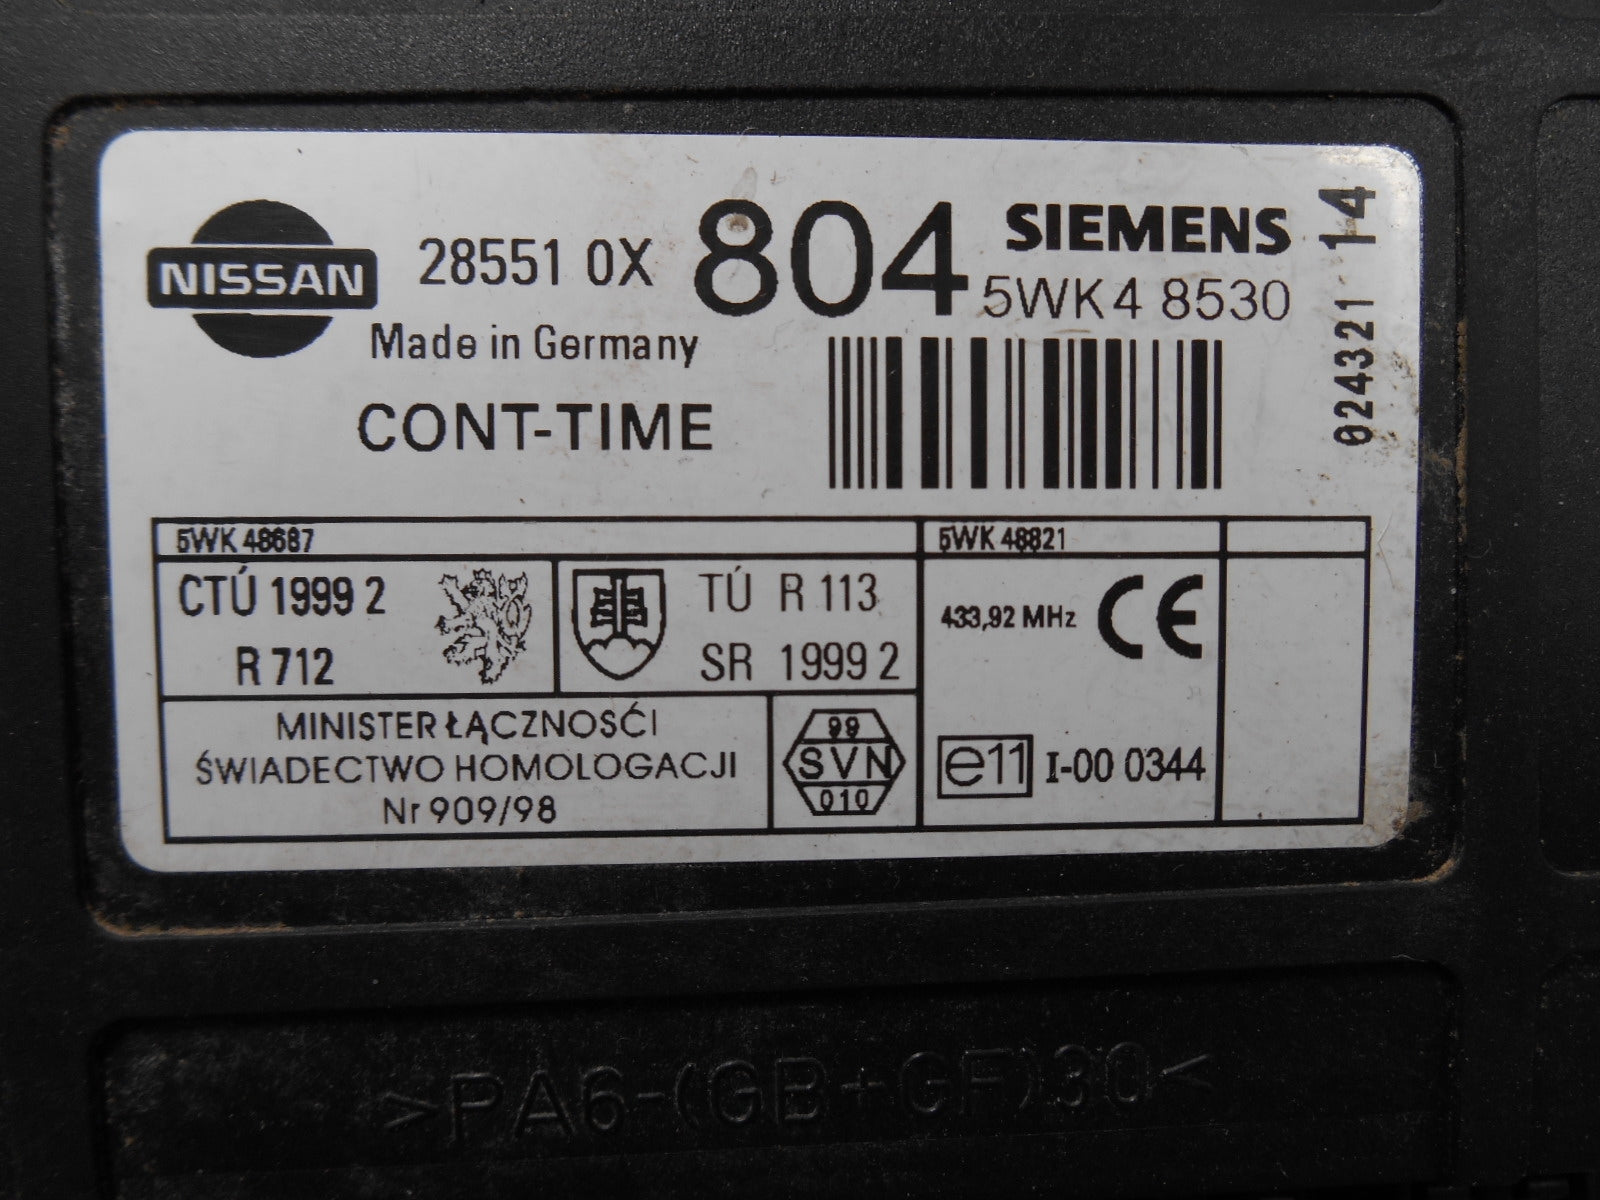 NISSAN
28551 0X 804
SIEMENS
5WK4 8530
Made in Germany
CONT-TIME
024321 14
5WK 48687
5WK 48821
CTÚ 1999 2
R 712
TÚ R 113
SR 1999 2
433,92 MHz CE
MINISTER ŁĄCZNOSĆI
ŚWIADECTWO HOMOLOGACJI
Nr 909/98
99
SVN
010
e11 I-00 0344
>PA6-(GB+GF)30<